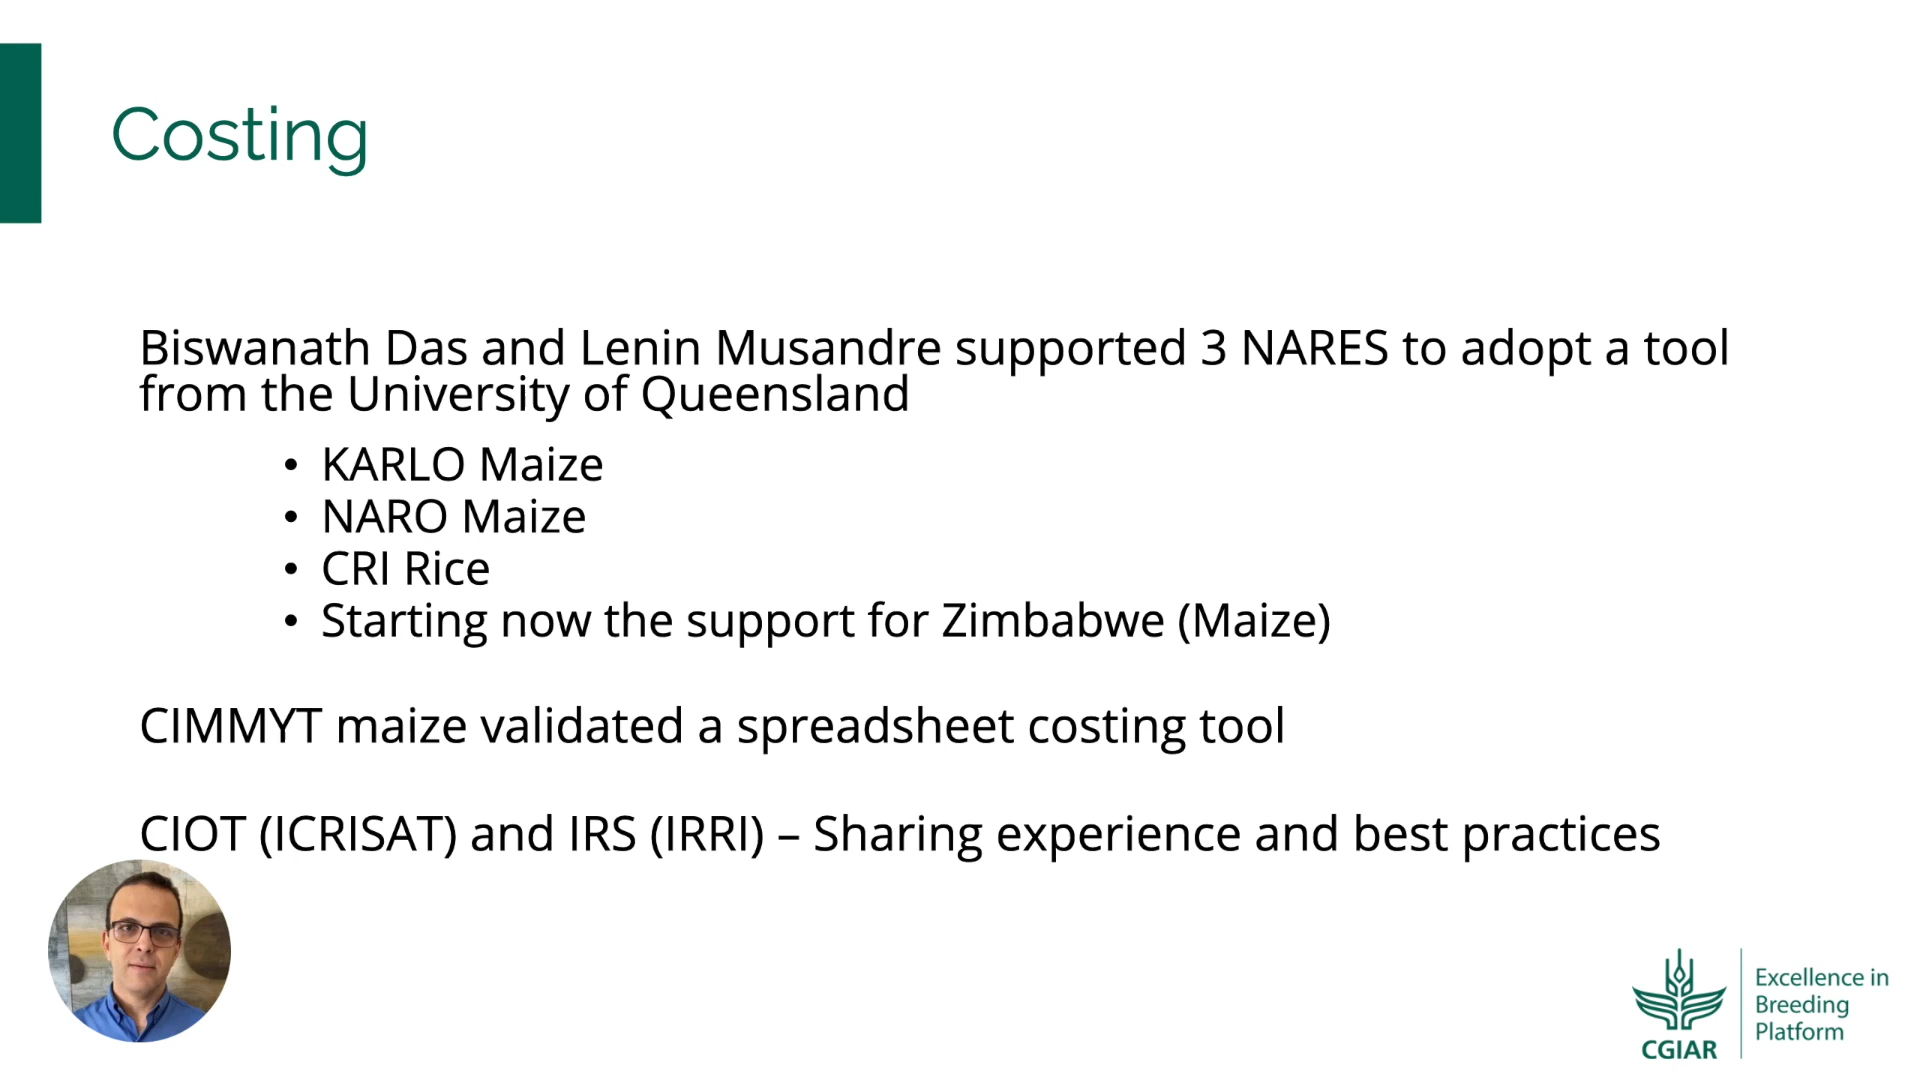 Costing
Biswanath Das and Lenin Musandre supported 3 NARES to adopt a tool
from the University of Queensland
• KARLO Maize
• NARO Maize
• CRI Rice
• Starting now the support for Zimbabwe (Maize)
CIMMYT maize validated a spreadsheet costing tool
CIOT (ICRISAT) and IRS (IRRI) – Sharing experience and best practices
CGIAR
Excellence in
Breeding
Platform